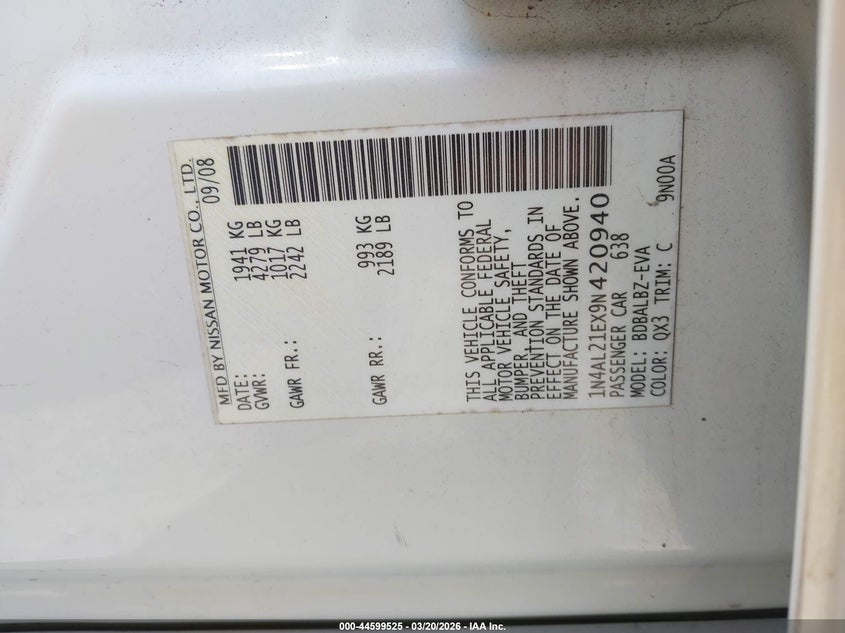 MFD BY NISSAN MOTOR CO., LTD.
DATE: 09/08
GVWR: 1941 KG
4279 LB
GAWR FR.: 1017 KG
2242 LB
GAWR RR.: 993 KG
2189 LB
THIS VEHICLE CONFORMS TO
ALL APPLICABLE FEDERAL
MOTOR VEHICLE SAFETY,
BUMPER, AND THEFT
PREVENTION STANDARDS IN
EFFECT ON THE DATE OF
MANUFACTURE SHOWN ABOVE.
1N4AL21EX9N420940
PASSENGER CAR 638
MODEL: BDBALBZ-EVA
COLOR: QX3 TRIM: C 9N00A
000-44599525 - 03/20/2026 - IAA Inc.